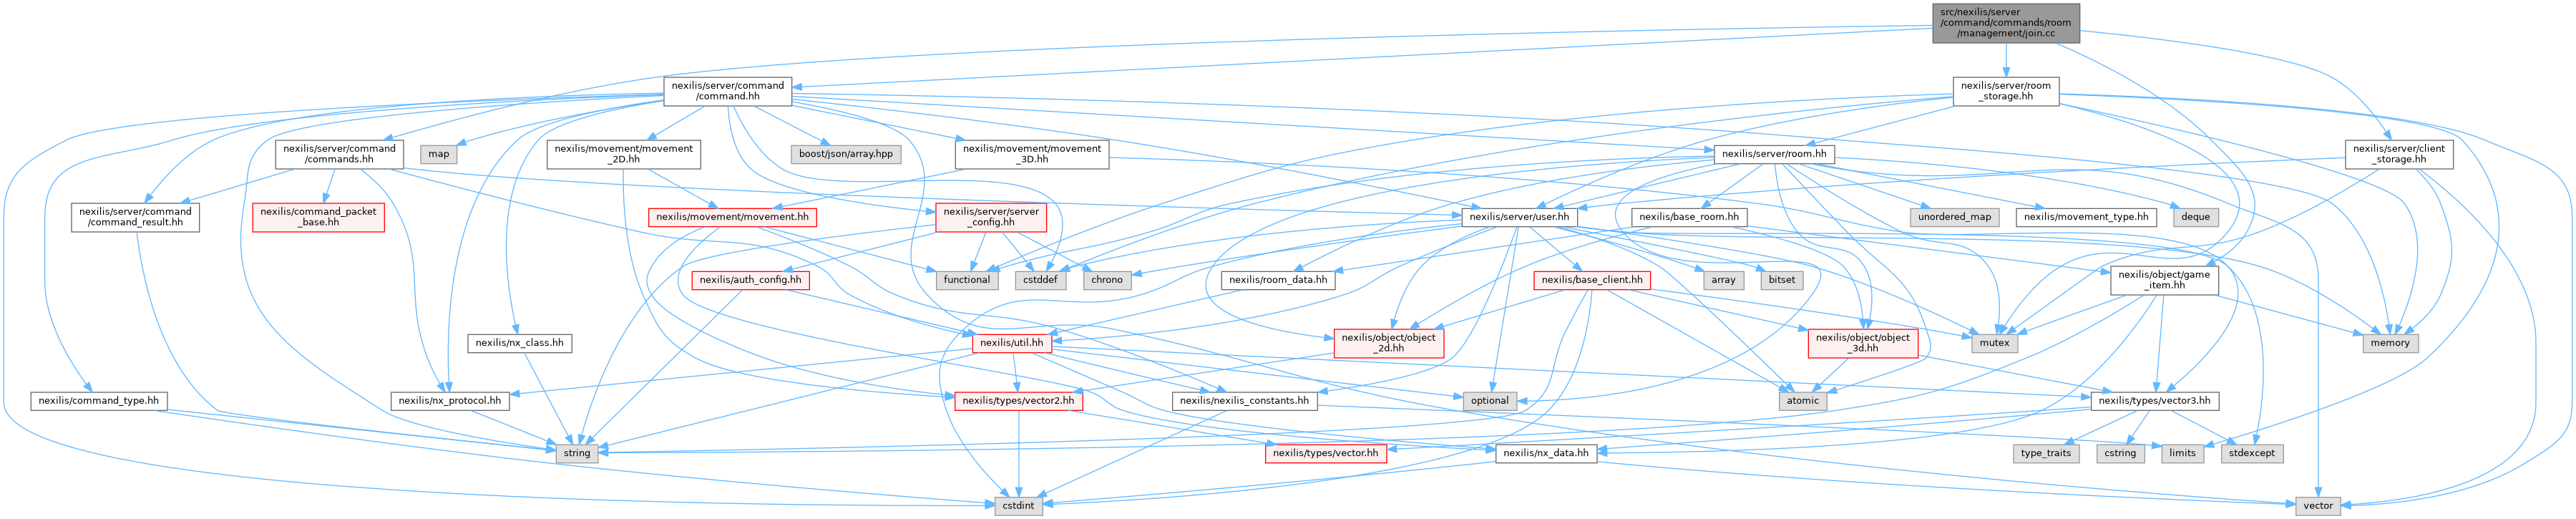 src/nexilis/server
/command/commands/room
/management/join.cc
nexilis/server/command
/command.hh
nexilis/server/room
_storage.hh
nexilis/server/command
/commands.hh
map
nexilis/movement/movement
_2D.hh
boost/json/array.hpp
nexilis/movement/movement
_3D.hh
nexilis/server/room.hh
nexilis/server/client
_storage.hh
nexilis/server/command
/command_result.hh
nexilis/command_packet
_base.hh
nexilis/movement/movement.hh
nexilis/server/server
_config.hh
nexilis/server/user.hh
nexilis/base_room.hh
unordered_map
nexilis/movement_type.hh
deque
nexilis/auth_config.hh
functional
cstddef
chrono
nexilis/room_data.hh
nexilis/base_client.hh
array
bitset
nexilis/object/game
_item.hh
nexilis/nx_class.hh
nexilis/util.hh
nexilis/object/object
_2d.hh
nexilis/object/object
_3d.hh
mutex
memory
nexilis/command_type.hh
nexilis/nx_protocol.hh
nexilis/types/vector2.hh
nexilis/nexilis_constants.hh
optional
atomic
nexilis/types/vector3.hh
string
nexilis/types/vector.hh
nexilis/nx_data.hh
type_traits
cstring
limits
stdexcept
cstdint
vector